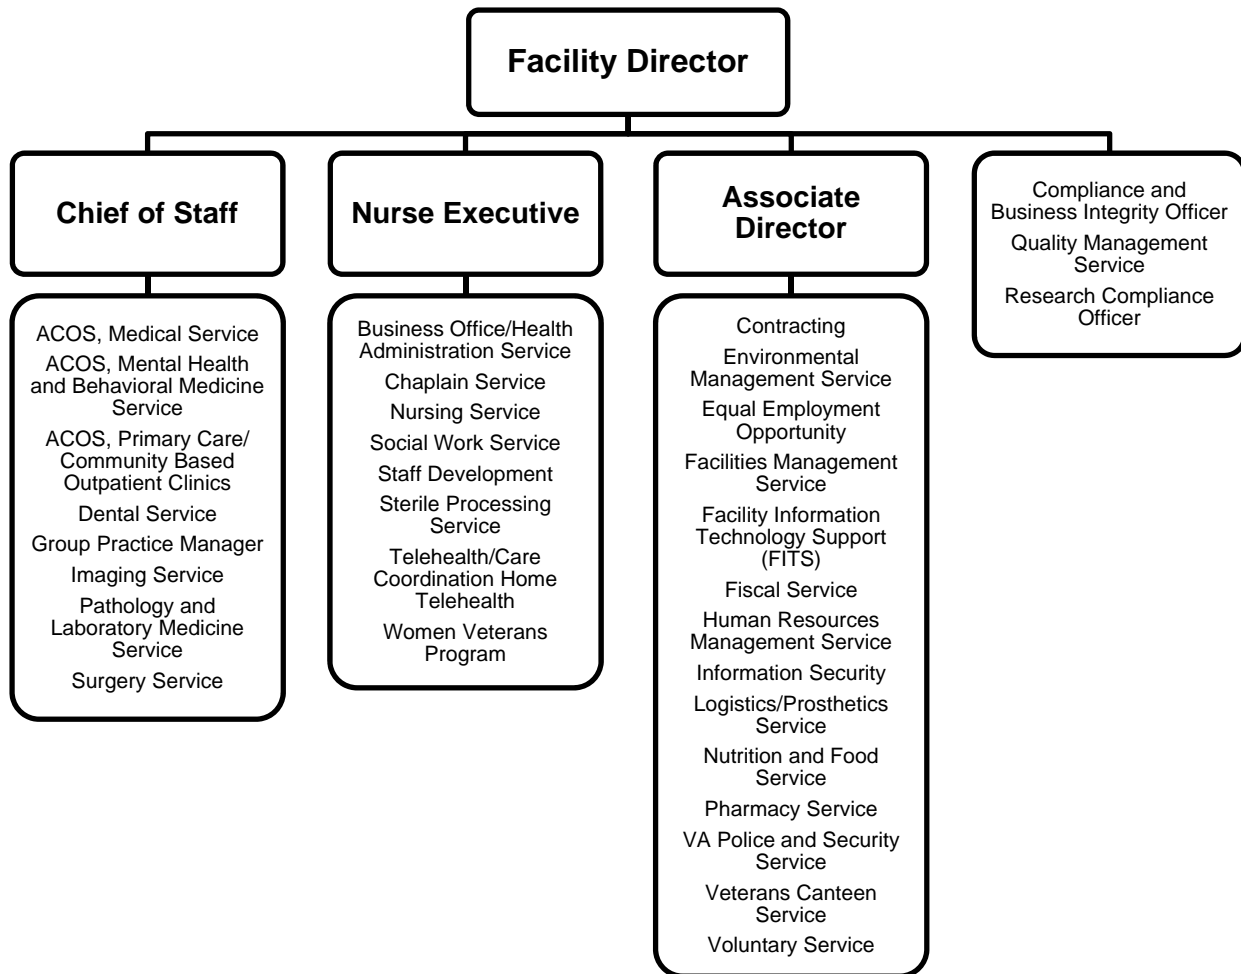 Facility Director
Chief of Staff
ACOS, Medical Service
ACOS, Mental Health
and Behavioral Medicine
Service
ACOS, Primary Care/
Community Based
Outpatient Clinics
Dental Service
Group Practice Manager
Imaging Service
Pathology and
Laboratory Medicine
Service
Surgery Service
Nurse Executive
Business Office/Health
Administration Service
Chaplain Service
Nursing Service
Social Work Service
Staff Development
Sterile Processing
Service
Telehealth/Care
Coordination Home
Telehealth
Women Veterans
Program
Associate
Director
Contracting
Environmental
Management Service
Equal Employment
Opportunity
Facilities Management
Service
Facility Information
Technology Support
(FITS)
Fiscal Service
Human Resources
Management Service
Information Security
Logistics/Prosthetics
Service
Nutrition and Food
Service
Pharmacy Service
VA Police and Security
Service
Veterans Canteen
Service
Voluntary Service
Compliance and
Business Integrity Officer
Quality Management
Service
Research Compliance
Officer